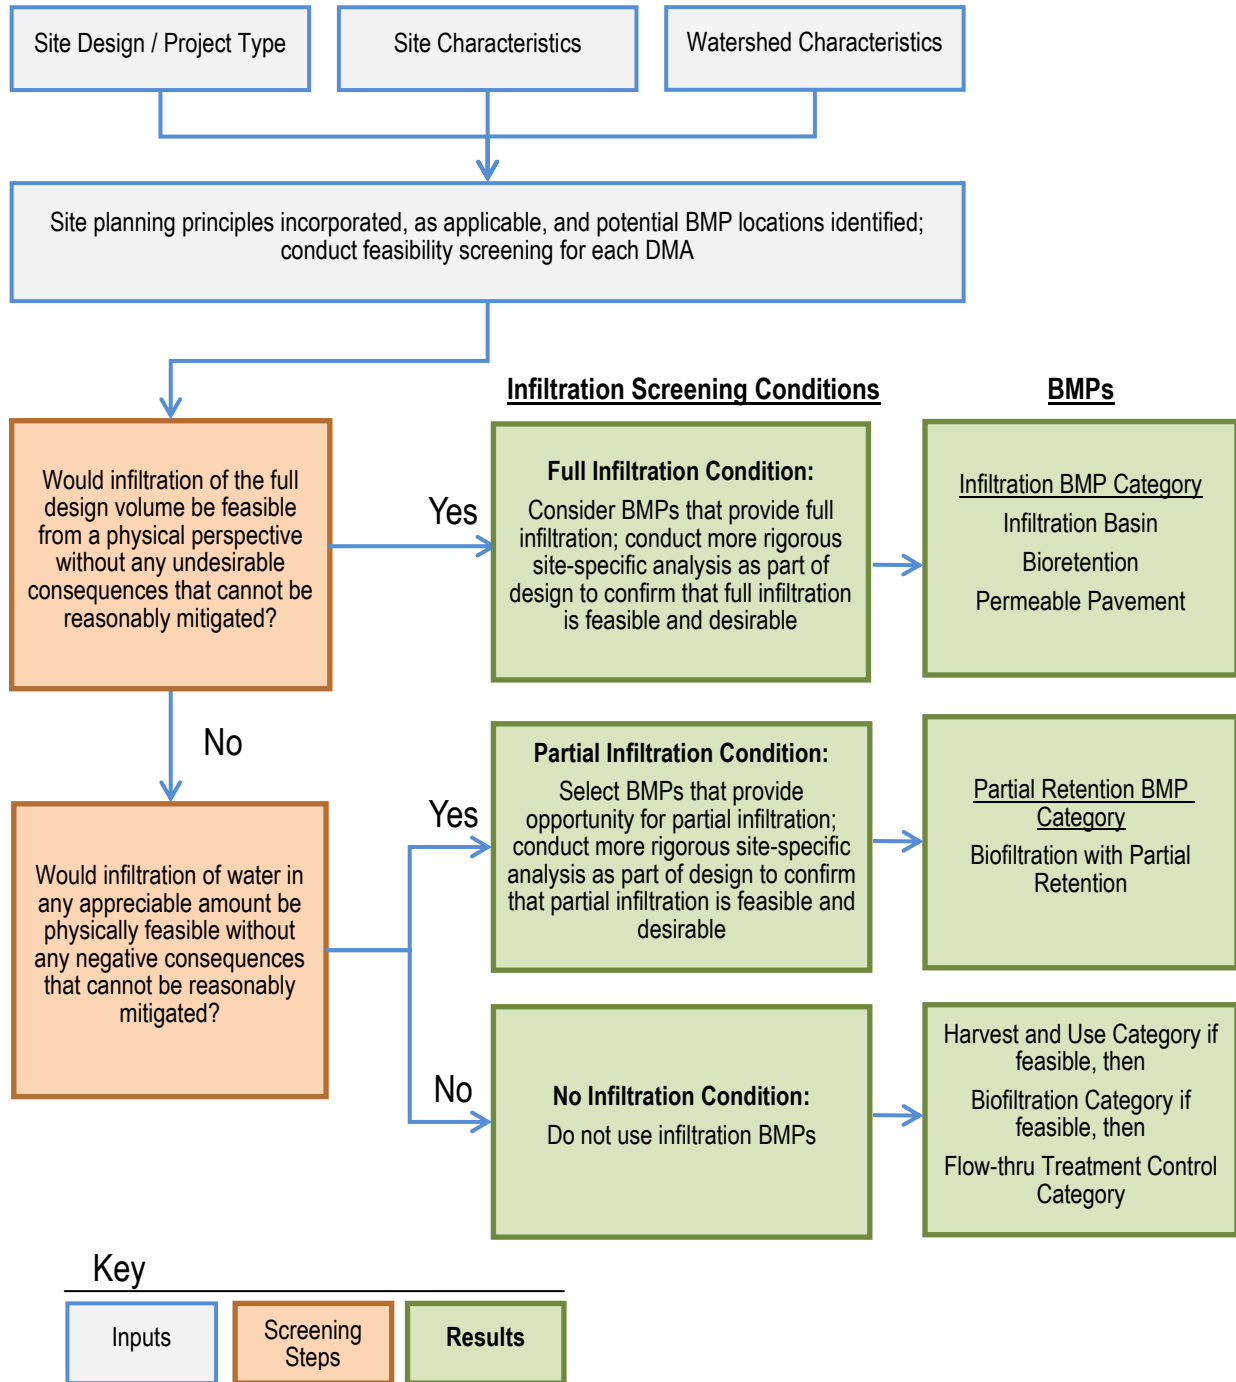 Site Design / Project Type
Site Characteristics
Watershed Characteristics
Site planning principles incorporated, as applicable, and potential BMP locations identified;
conduct feasibility screening for each DMA
Infiltration Screening Conditions
BMPs
Would infiltration of the full
design volume be feasible
from a physical perspective
without any undesirable
consequences that cannot be
reasonably mitigated?
Yes
Full Infiltration Condition:
Consider BMPs that provide full
infiltration; conduct more rigorous
site-specific analysis as part of
design to confirm that full infiltration
is feasible and desirable
Infiltration BMP Category
Infiltration Basin
Bioretention
Permeable Pavement
No
Would infiltration of water in
any appreciable amount be
physically feasible without
any negative consequences
that cannot be reasonably
mitigated?
Yes
Partial Infiltration Condition:
Select BMPs that provide
opportunity for partial infiltration;
conduct more rigorous site-specific
analysis as part of design to confirm
that partial infiltration is feasible and
desirable
Partial Retention BMP
Category
Biofiltration with Partial
Retention
No
No Infiltration Condition:
Do not use infiltration BMPs
Harvest and Use Category if
feasible, then
Biofiltration Category if
feasible, then
Flow-thru Treatment Control
Category
Key
Inputs
Screening
Steps
Results